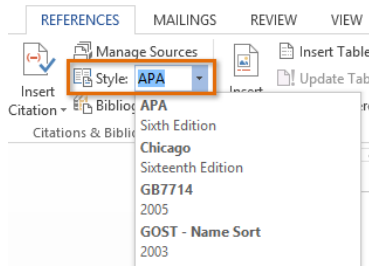 REFERENCES MAILINGS REVIEW VIEW
Manage Sources Insert Table
Style: APA Update Tab
Insert Insert
Citation Bibliog
APA
Sixth Edition
Citations & Biblio
Chicago
Sixteenth Edition
GB7714
2005
GOST - Name Sort
2003